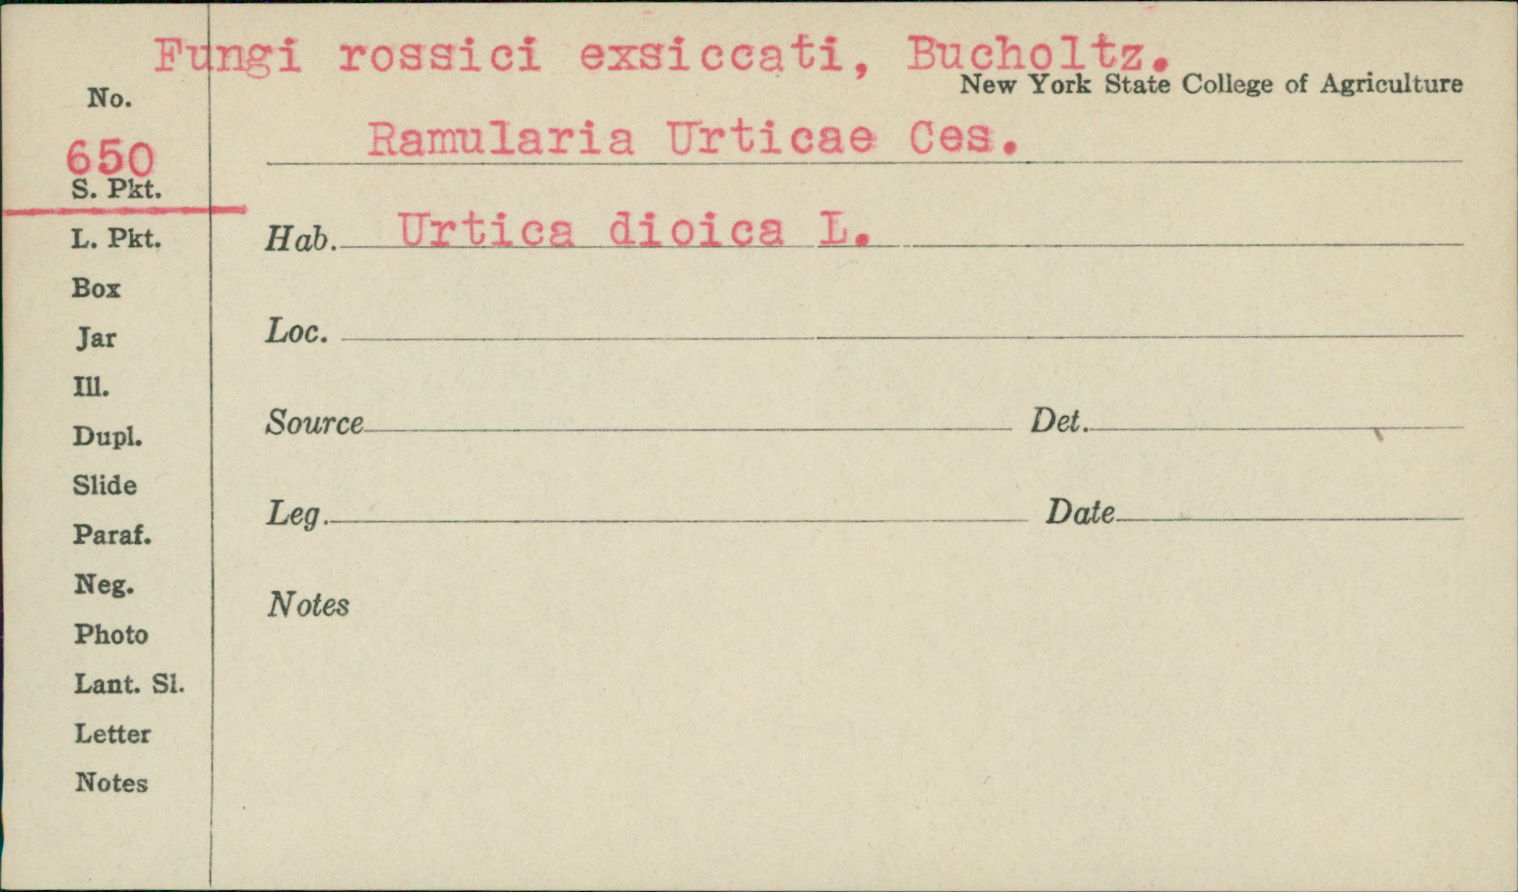 Fungi rossici exsiccati, Bucholtz.
New York State College of Agriculture
No.
650
Ramularia Urticae Ces.
S. Pkt.
L. Pkt.
Hab. Urtica dioica L.
Box
Loc.
Jar
Ill.
Source Det.
Dupl.
Slide
Leg. Date
Paraf.
Neg.
Notes
Photo
Lant. Sl.
Letter
Notes